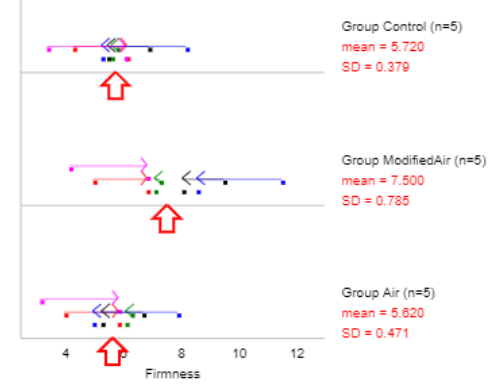 Group Control (n=5)
mean = 5.720
SD = 0.379
Group ModifiedAir (n=5)
mean = 7.500
SD = 0.785
Group Air (n=5)
mean = 5.620
SD = 0.471
4 6 8 10 12
Firmness